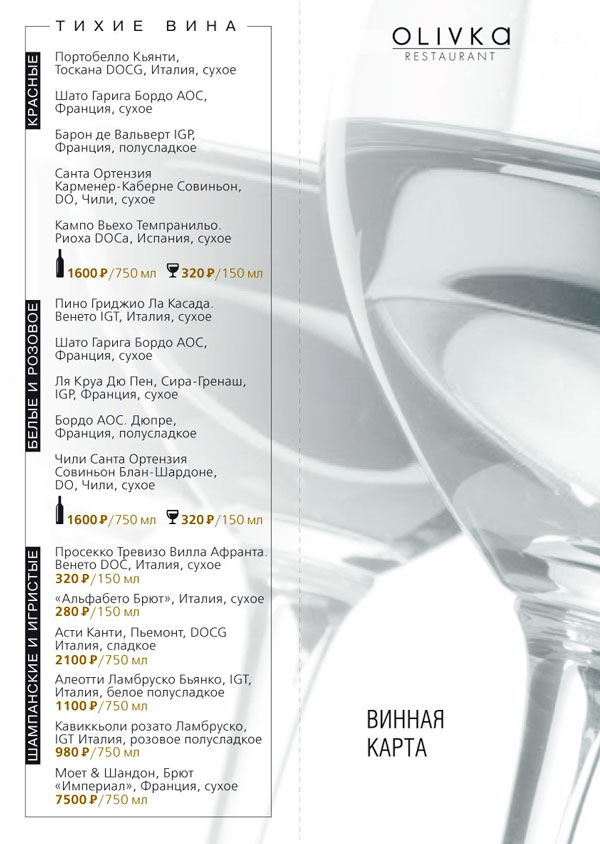 ТИХИЕ ВИНА
КРАСНЫЕ
Портобелло Кьянти,
Тоскана DOCG, Италия, сухое
Шато Гарига Бордо АОС,
Франция, сухое
Барон де Вальверт IGP,
Франция, полусладкое
Санта Ортензия
Карменер-Каберне Совиньон,
DO, Чили, сухое
Кампо Вьехо Темпранильо.
Риоха DOCa, Испания, сухое
1600 ₽/750 мл 320 ₽/150 мл
БЕЛЫЕ И РОЗОВОЕ
Пино Гриджио Ла Касада.
Венето IGT, Италия, сухое
Шато Гарига Бордо АОС,
Франция, сухое
Ля Круа Дю Пен, Сира-Гренаш,
IGP, Франция, сухое
Бордо АОС. Дюпре,
Франция, полусладкое
Чили Санта Ортензия
Совиньон Блан-Шардоне,
DO, Чили, сухое
1600 ₽/750 мл 320 ₽/150 мл
ШАМПАНСКИЕ И ИГРИСТЫЕ
Просекко Тревизо Вилла Афранта.
Венето DOC, Италия, сухое
320 ₽/150 мл
«Альфабето Брют», Италия, сухое
280 ₽/150 мл
Асти Канти, Пьемонт, DOCG
Италия, сладкое
2100 ₽/750 мл
Алеотти Ламбруско Бьянко, IGT,
Италия, белое полусладкое
1100 ₽/750 мл
Кавиккьоли розато Ламбруско,
IGT Италия, розовое полусладкое
980 ₽/750 мл
Моет & Шандон, Брют
«Империал», Франция, сухое
7500 ₽/750 мл
OLIVKA
RESTAURANT
ВИННАЯ
КАРТА